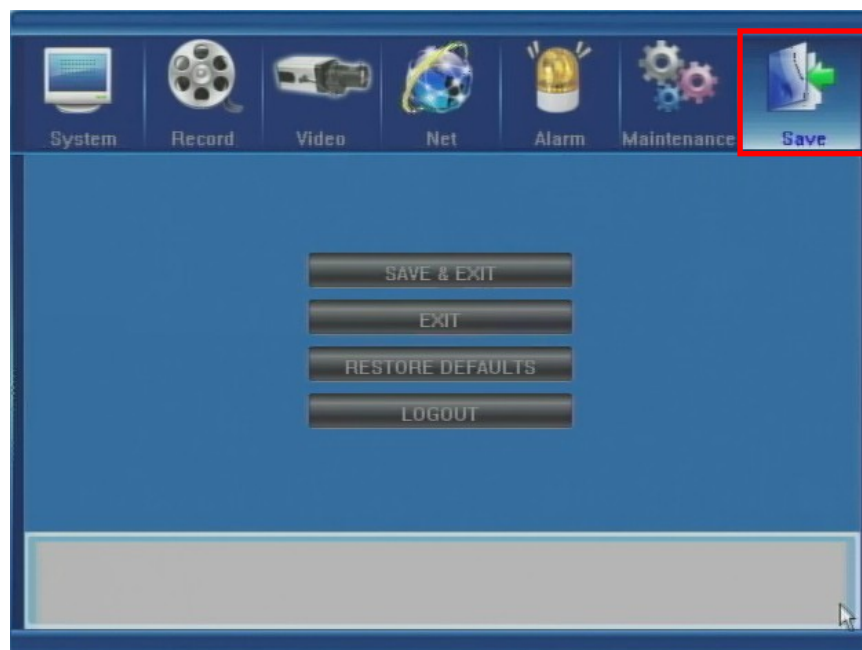 System Record Video Net Alarm Maintenance Save
SAVE & EXIT
EXIT
RESTORE DEFAULTS
LOGOUT